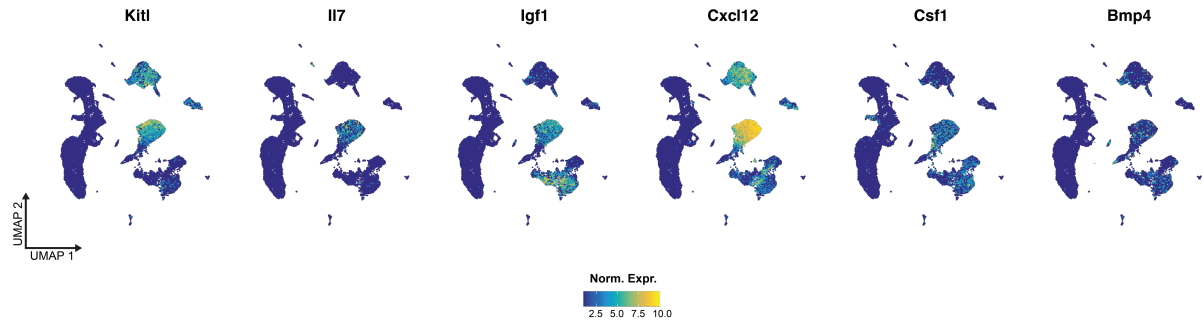 Kitl Il7 Igf1 Cxcl12 Csf1 Bmp4
UMAP 2
UMAP 1
Norm. Expr.
2.5 5.0 7.5 10.0